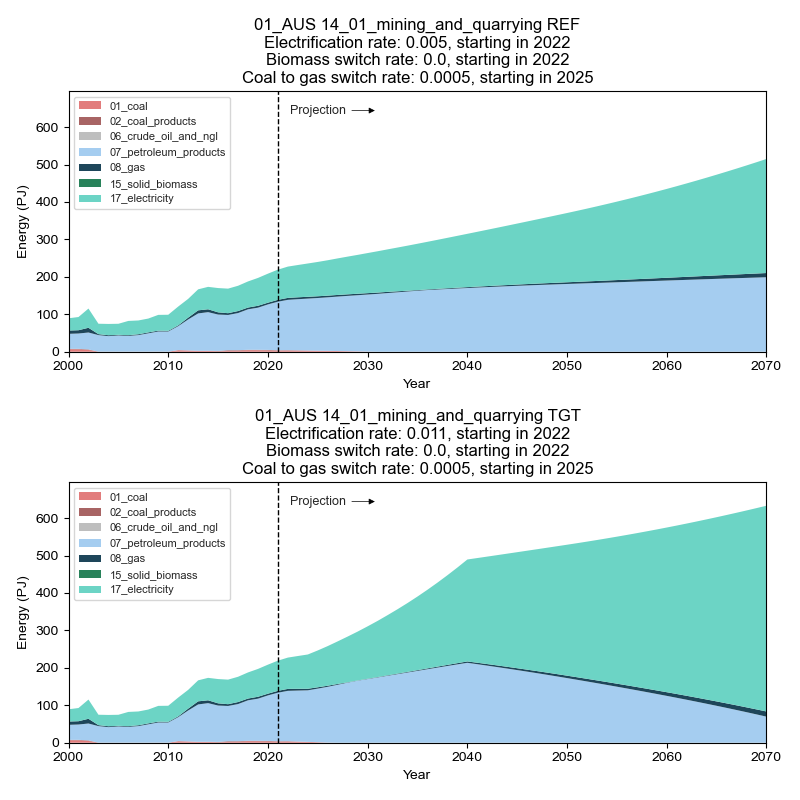 01_AUS 14_01_mining_and_quarrying REF
Electrification rate: 0.005, starting in 2022
Biomass switch rate: 0.0, starting in 2022
Coal to gas switch rate: 0.0005, starting in 2025
01_coal
02_coal_products
06_crude_oil_and_ngl
07_petroleum_products
08_gas
15_solid_biomass
17_electricity
Projection
600
500
400
300
200
100
0
Energy (PJ)
2000 2010 2020 2030 2040 2050 2060 2070
Year
01_AUS 14_01_mining_and_quarrying TGT
Electrification rate: 0.011, starting in 2022
Biomass switch rate: 0.0, starting in 2022
Coal to gas switch rate: 0.0005, starting in 2025
01_coal
02_coal_products
06_crude_oil_and_ngl
07_petroleum_products
08_gas
15_solid_biomass
17_electricity
Projection
600
500
400
300
200
100
0
Energy (PJ)
2000 2010 2020 2030 2040 2050 2060 2070
Year